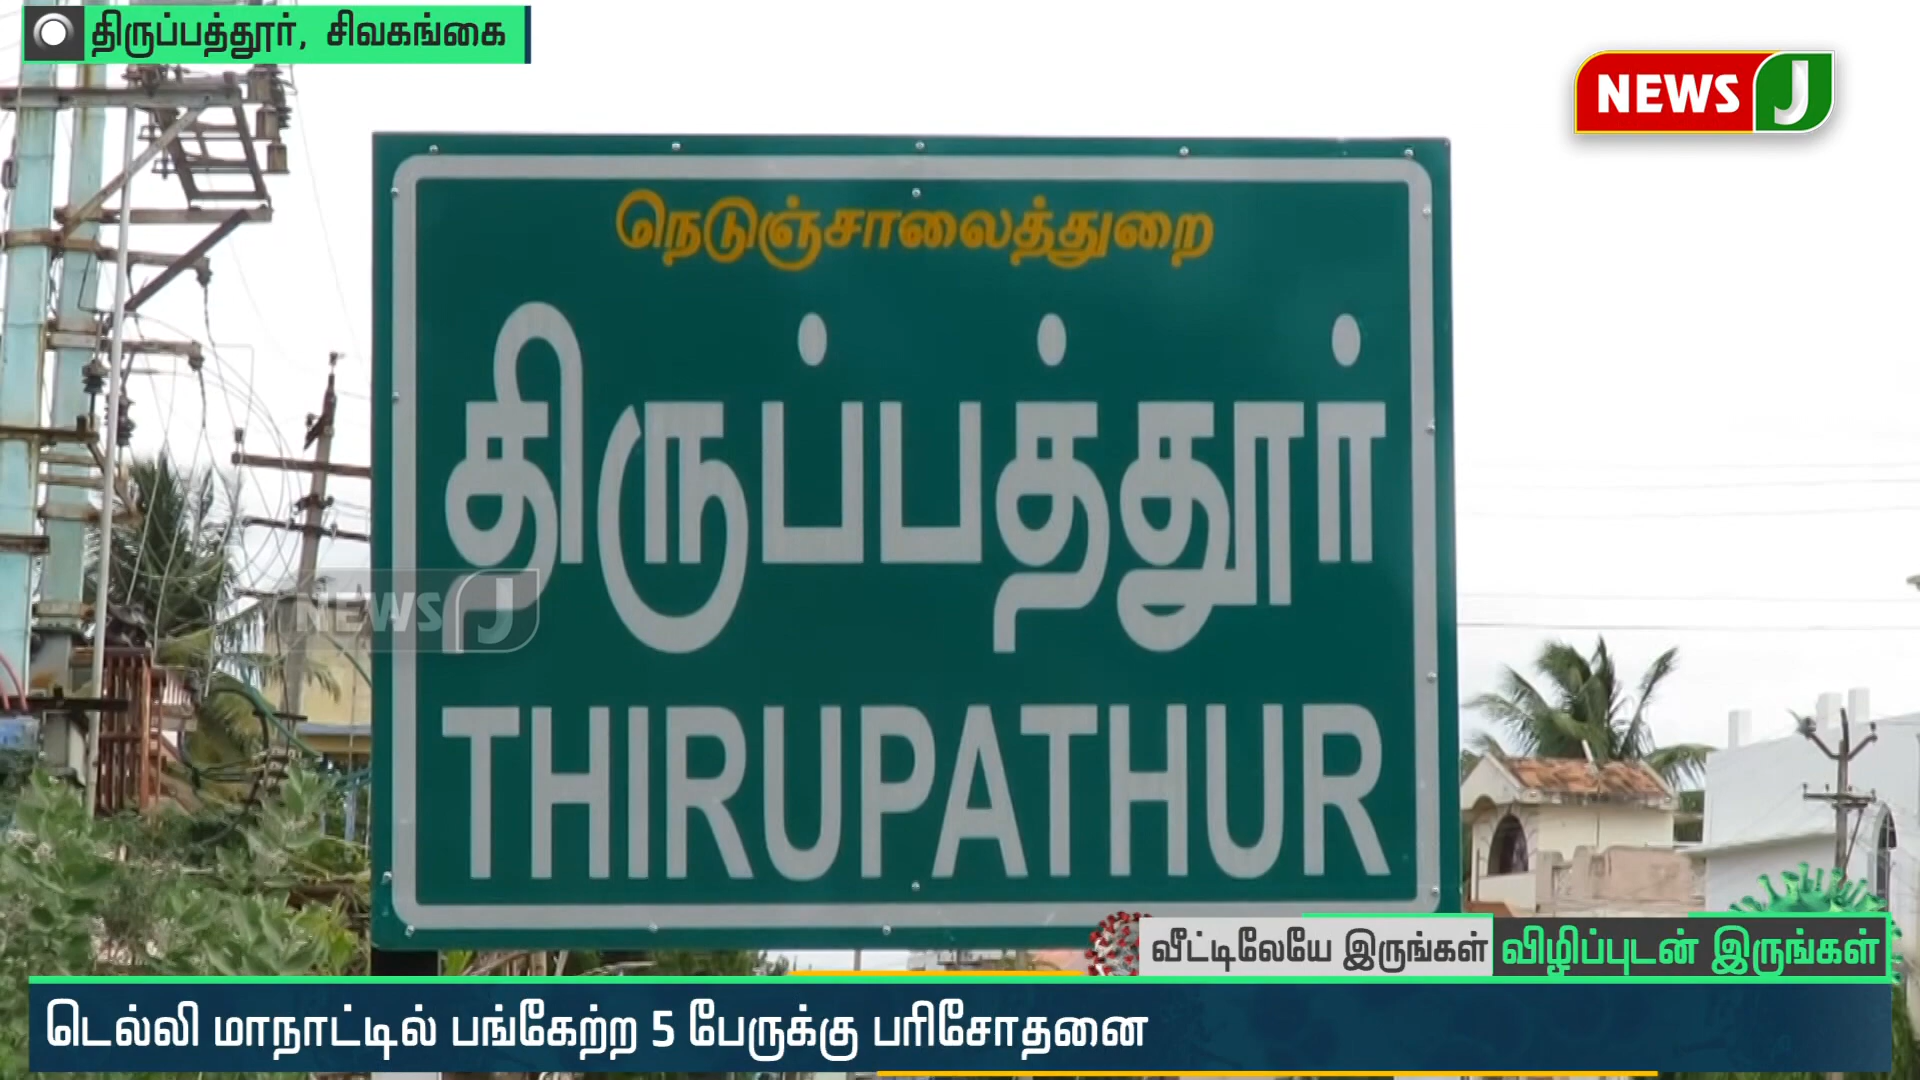 திருப்பத்தூர், சிவகங்கை
NEWS J
நெடுஞ்சாலைத்துறை
திருப்பத்தூர்
NEWS J
THIRUPATHUR
வீட்டிலேயே இருங்கள் விழிப்புடன் இருங்கள்
டெல்லி மாநாட்டில் பங்கேற்ற 5 பேருக்கு பரிசோதனை